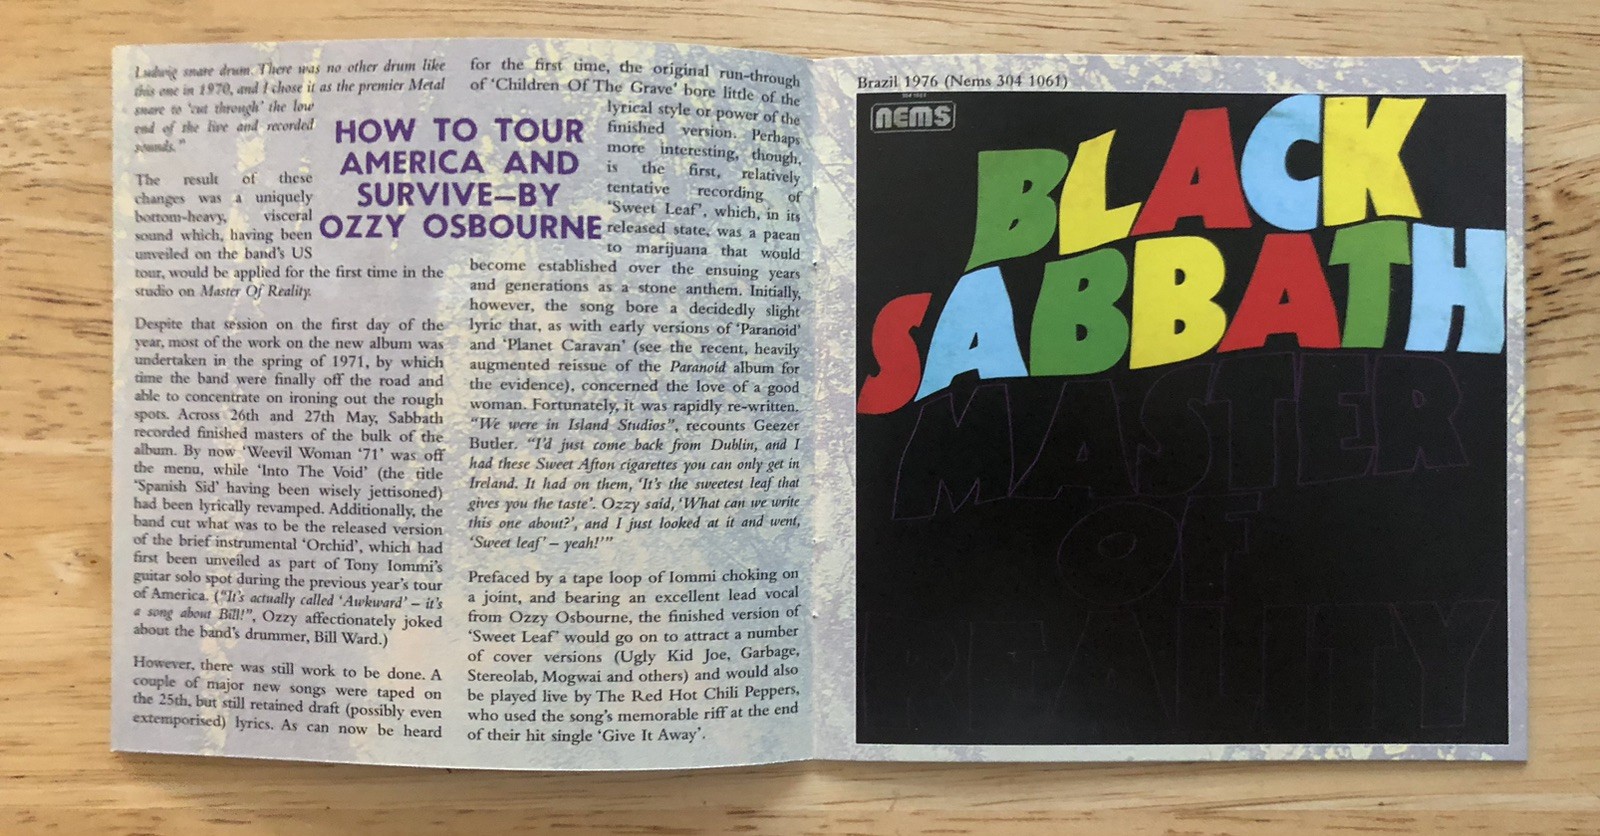 Ludwig snare drum. There was no other drum like
this one in 1970, and I chose it as the premier Metal
snare to 'cut through' the low
end of the live and recorded
sounds."
The result of these
changes was a uniquely
bottom-heavy, visceral
sound which, having been
unveiled on the band's US
tour, would be applied for the first time in the
studio on Master Of Reality.
Despite that session on the first day of the
year, most of the work on the new album was
undertaken in the spring of 1971, by which
time the band were finally off the road and
able to concentrate on ironing out the rough
spots. Across 26th and 27th May, Sabbath
recorded finished masters of the bulk of the
album. By now 'Weevil Woman '71' was off
the menu, while 'Into The Void' (the title
'Spanish Sid' having been wisely jettisoned)
had been lyrically revamped. Additionally, the
band cut what was to be the released version
of the brief instrumental 'Orchid', which had
first been unveiled as part of Tony Iommi's
guitar solo spot during the previous year's tour
of America. ("It's actually called 'Awkward' – it's
a song about Bill!", Ozzy affectionately joked
about the band's drummer, Bill Ward.)
However, there was still work to be done. A
couple of major new songs were taped on
the 25th, but still retained draft (possibly even
extemporised) lyrics. As can now be heard
HOW TO TOUR
AMERICA AND
SURVIVE—BY
OZZY OSBOURNE
for the first time, the original run-through
of 'Children Of The Grave' bore little of the
lyrical style or power of the
finished version. Perhaps
more interesting, though,
is the first, relatively
tentative recording of
'Sweet Leaf', which, in its
released state, was a paean
to marijuana that would
become established over the ensuing years
and generations as a stone anthem. Initially,
however, the song bore a decidedly slight
lyric that, as with early versions of 'Paranoid'
and 'Planet Caravan' (see the recent, heavily
augmented reissue of the Paranoid album for
the evidence), concerned the love of a good
woman. Fortunately, it was rapidly re-written.
"We were in Island Studios", recounts Geezer
Butler. "I'd just come back from Dublin, and I
had these Sweet Afton cigarettes you can only get in
Ireland. It had on them, 'It's the sweetest leaf that
gives you the taste'. Ozzy said, 'What can we write
this one about?', and I just looked at it and went,
'Sweet leaf' – yeah!'"
Prefaced by a tape loop of Iommi choking on
a joint, and bearing an excellent lead vocal
from Ozzy Osbourne, the finished version of
'Sweet Leaf' would go on to attract a number
of cover versions (Ugly Kid Joe, Garbage,
Stereolab, Mogwai and others) and would also
be played live by The Red Hot Chili Peppers,
who used the song's memorable riff at the end
of their hit single 'Give It Away'.
Brazil 1976 (Nems 304 1061)
NEMS
BLACK
SABBATH
MASTER
OF
REALITY